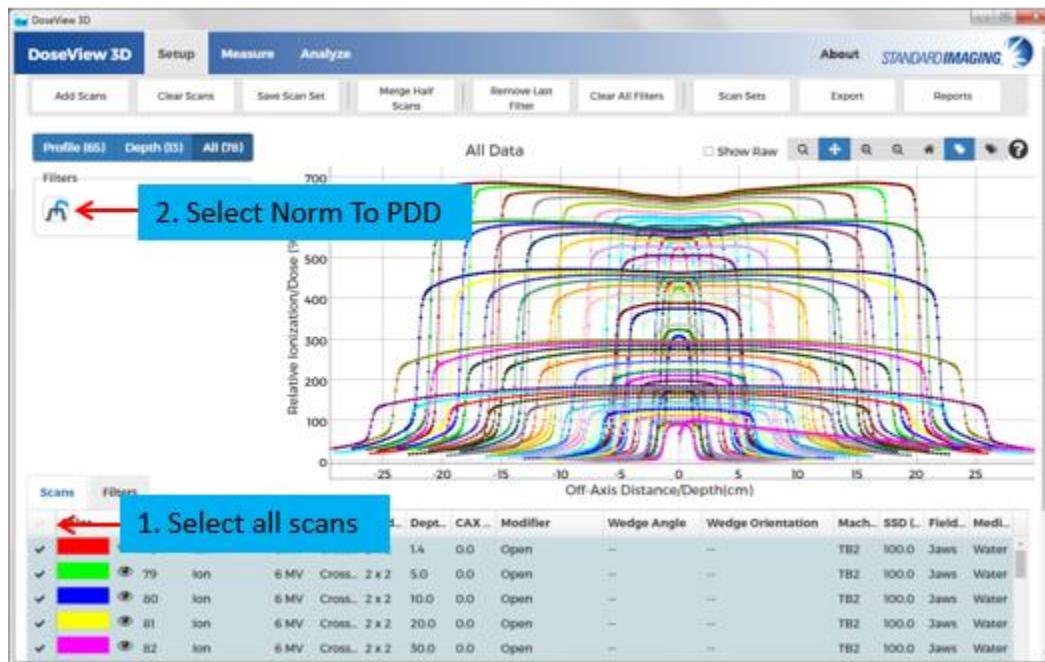 DoseView 3D
DoseView 3D Setup Measure Analyze About STANDARD IMAGING
Add Scans Clear Scans Save Scan Set Merge Half Scans Remove Last Filter Clear All Filters Scan Sets Export Reports
Profile (65) Depth (13) All (78)
All Data
Show Raw
Filters
2. Select Norm To PDD
Relative Ionization/Dose (%
700
500
400
300
200
100
0
-25 -20 -15 -10 -5 0 5 10 15 20 25
Off-Axis Distance/Depth(cm)
Scans Filters
1. Select all scans
Dept... CAX ... Modifier Wedge Angle Wedge Orientation Mach... SSD (... Field... Medi...
1.4 0.0 Open -- -- TB2 100.0 Jaws Water
79 Ion 6 MV Cross... 2 x 2 5.0 0.0 Open -- -- TB2 100.0 Jaws Water
80 Ion 6 MV Cross... 2 x 2 10.0 0.0 Open -- -- TB2 100.0 Jaws Water
81 Ion 6 MV Cross... 2 x 2 20.0 0.0 Open -- -- TB2 100.0 Jaws Water
82 Ion 6 MV Cross... 2 x 2 30.0 0.0 Open -- -- TB2 100.0 Jaws Water